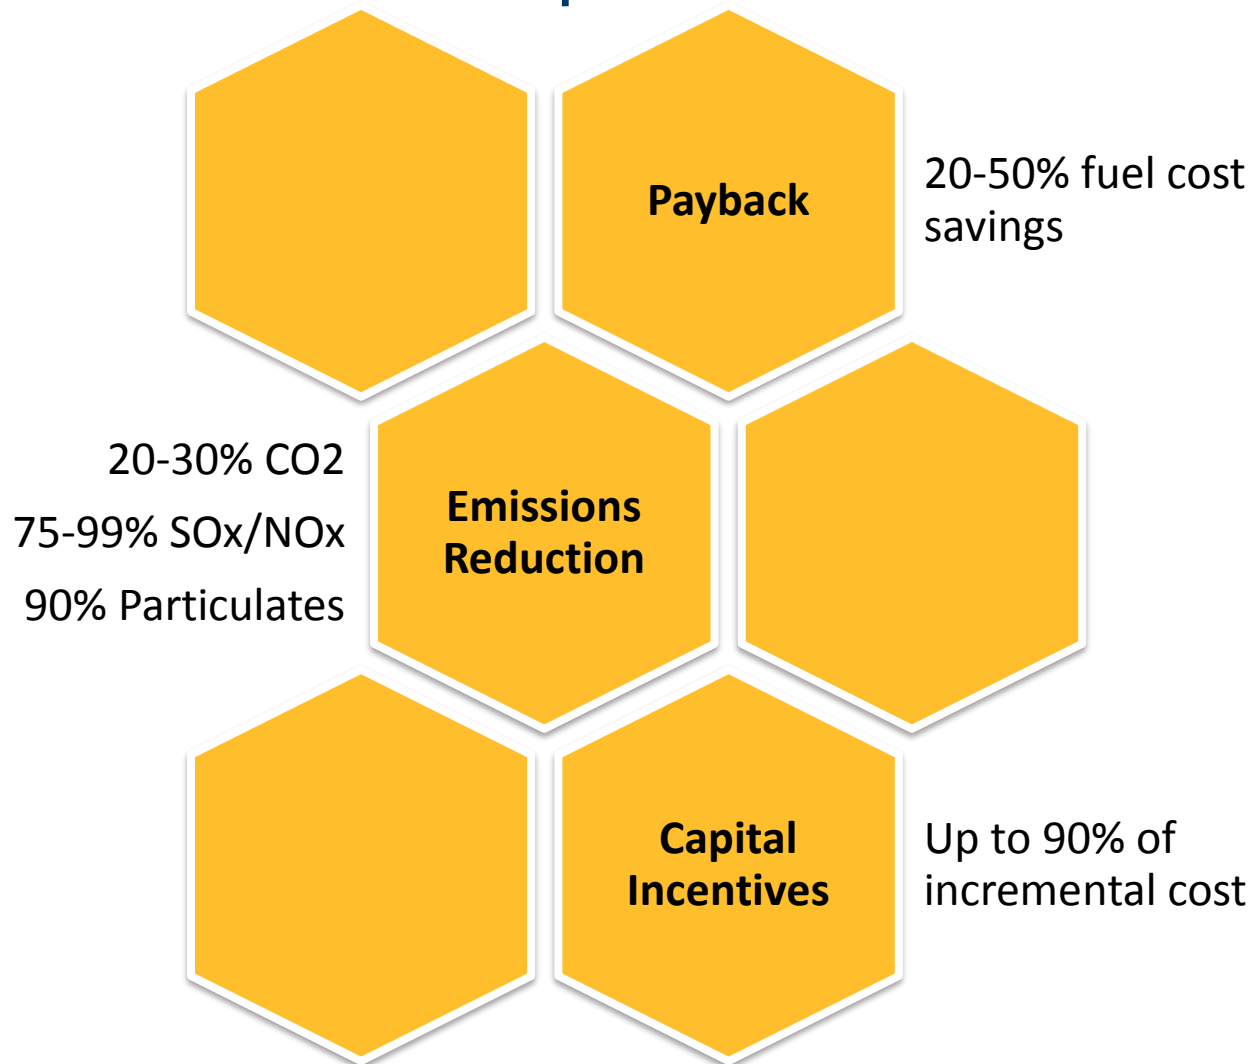 Payback
20-50% fuel cost
savings
20-30% CO2
75-99% SOx/NOx
90% Particulates
Emissions
Reduction
Capital
Incentives
Up to 90% of
incremental cost